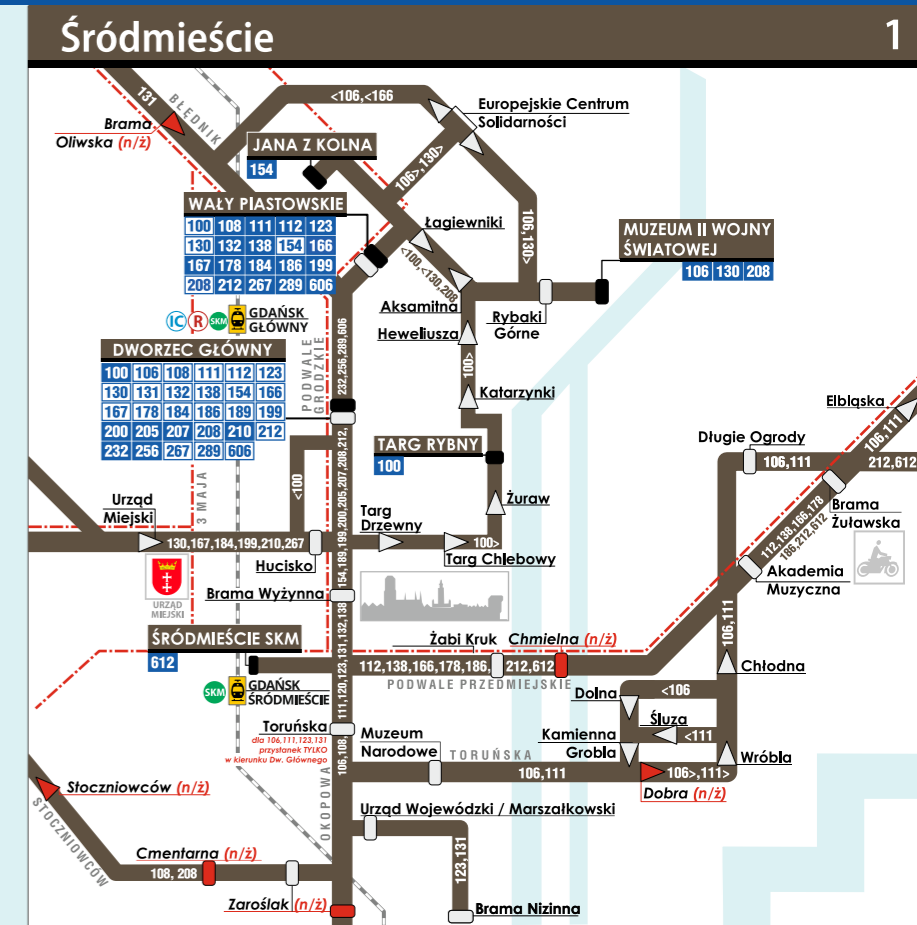 Śródmieście
1
131
BŁĘDNIK
Brama
Oliwska (n/ż)
<106,<166
Europejskie Centrum
Solidarności
JANA Z KOLNA
154
106>,130>
WAŁY PIASTOWSKIE
100 108 111 112 123
130 132 138 154 166
167 178 184 186 199
208 212 267 289 606
Łagiewniki
<100,<130,208
106,130>
MUZEUM II WOJNY
ŚWIATOWEJ
106 130 208
Aksamitna
Rybaki
Górne
IC R SKM
GDAŃSK
GŁÓWNY
Heweliusza
100>
PODWALE
GRODZKIE
232,256,289,606
DWORZEC GŁÓWNY
100 106 108 111 112 123
130 131 132 138 154 166
167 178 184 186 189 199
200 205 207 208 210 212
232 256 267 289 606
Katarzynki
Elbląska
106,111
TARG RYBNY
100
Długie Ogrody
106,111
212,612
3 MAJA
<100
Urząd
Miejski
130,167,184,199,210,267
Hucisko
Targ
Drzewny
100>
Targ Chlebowy
Żuraw
Brama
Żuławska
112,138,166,178
186,212,612
Akademia
Muzyczna
URZĄD
MIEJSKI
Brama Wyżynna
154,189,199,200,205,207,208,212,
ŚRÓDMIEŚCIE SKM
612
Żabi Kruk
Chmielna (n/ż)
112,138,166,178,186,
212,612
PODWALE PRZEDMIEJSKIE
106,111
Chłodna
SKM
GDAŃSK
ŚRÓDMIEŚCIE
111,120,123,131,132,138
106,108,
Dolna
<106
Śluza
<111
Toruńska
dla 106,111,123,131
przystanek TYLKO
w kierunku Dw. Głównego
Muzeum
Narodowe
TORUŃSKA
Kamienna
Grobla
Wróbla
106,111
106>,111>
Dobra (n/ż)
Stoczniowców (n/ż)
STOCZNIOWCÓW
OKOPOWA
Urząd Wojewódzki / Marszałkowski
123,131
Cmentarna (n/ż)
108, 208
Zaroślak (n/ż)
Brama Nizinna